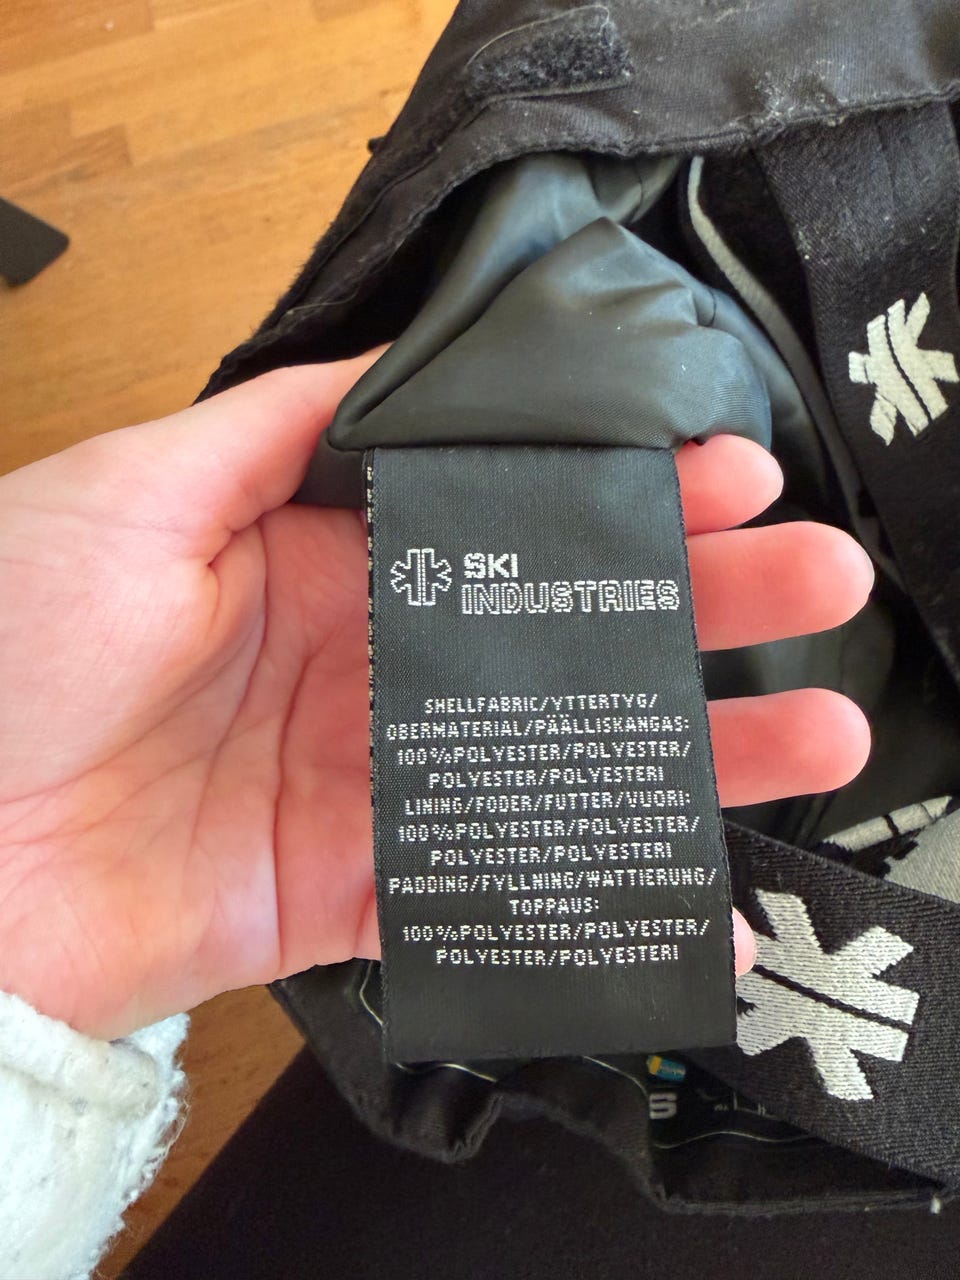 SKI
INDUSTRIES
SHELLFABRIC/YTTERTYG/
OBERMATERIAL/PÄÄLLISKANGAS:
100%POLYESTER/POLYESTER/
POLYESTER/POLYESTERI
LINING/FODER/FUTTER/VUORI:
100%POLYESTER/POLYESTER/
POLYESTER/POLYESTERI
PADDING/FYLLNING/WATTIERUNG/
TOPPAUS:
100%POLYESTER/POLYESTER/
POLYESTER/POLYESTERI